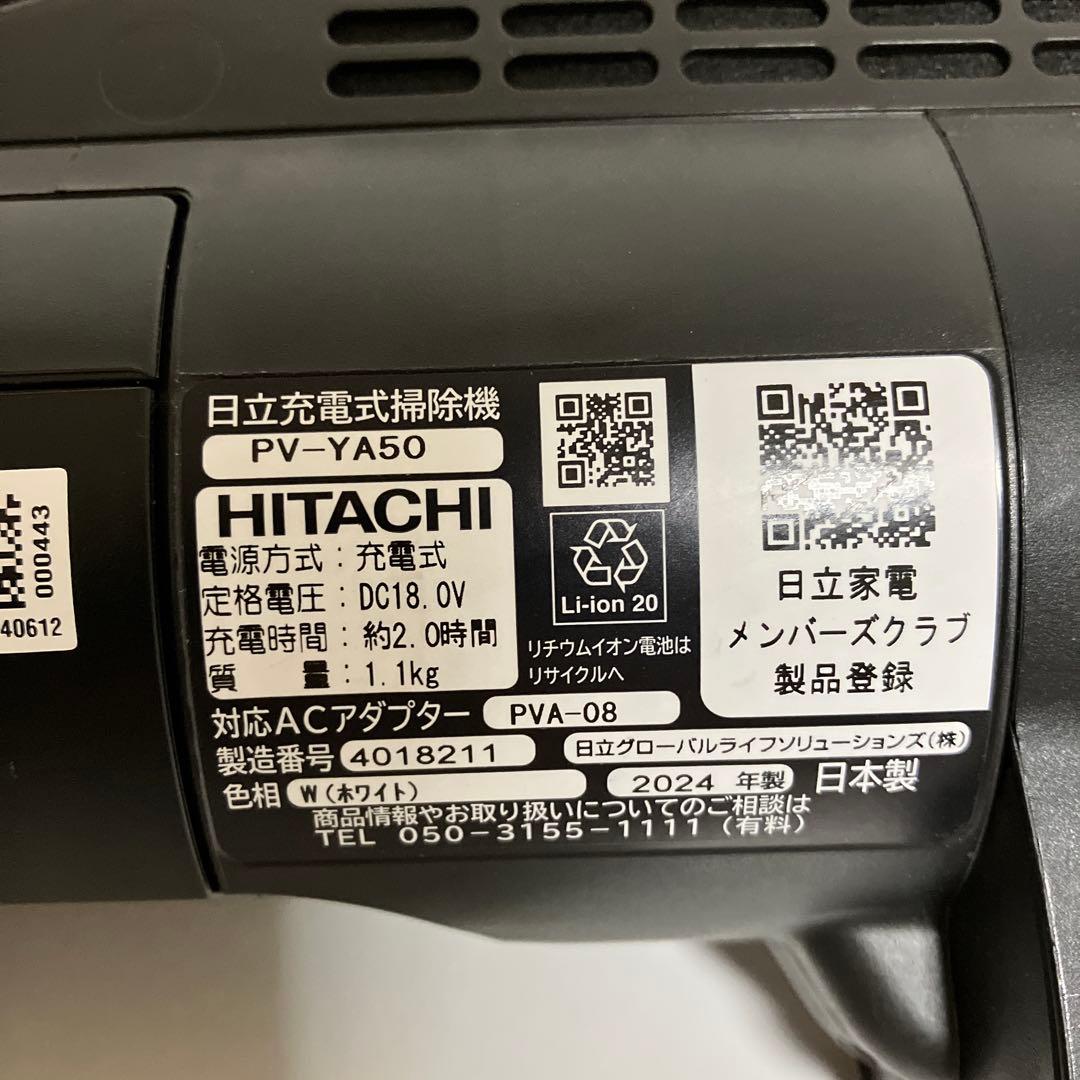 日立充電式掃除機
PV-YA50
HITACHI
電源方式：充電式
定格電圧：DC18.0V
充電時間：約2.0時間
質　　量：1.1kg
Li-ion 20
リチウムイオン電池は
リサイクルへ
日立家電
メンバーズクラブ
製品登録
対応ACアダプター PVA-08
製造番号 4018211 日立グローバルライフソリューションズ(株)
色相 W(ホワイト) 2024 年製 日本製
商品情報やお取り扱いについてのご相談は
TEL 050-3155-1111 (有料)
000443
40612